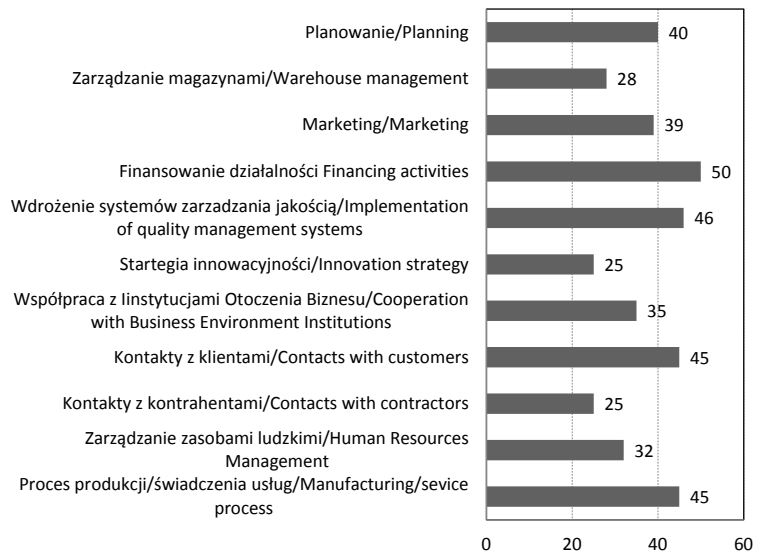 Planowanie/Planning
40
Zarządzanie magazynami/Warehouse management
28
Marketing/Marketing
39
Finansowanie działalności Financing activities
50
Wdrożenie systemów zarzadzania jakością/Implementation
of quality management systems
46
Startegia innowacyjności/Innovation strategy
25
Współpraca z Iinstytucjami Otoczenia Biznesu/Cooperation
with Business Environment Institutions
35
Kontakty z klientami/Contacts with customers
45
Kontakty z kontrahentami/Contacts with contractors
25
Zarządzanie zasobami ludzkimi/Human Resources
Management
32
Proces produkcji/świadczenia usług/Manufacturing/sevice
process
45
0 20 40 60